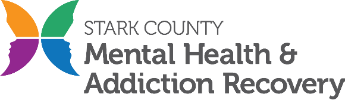 STARK COUNTY
Mental Health &
Addiction Recovery